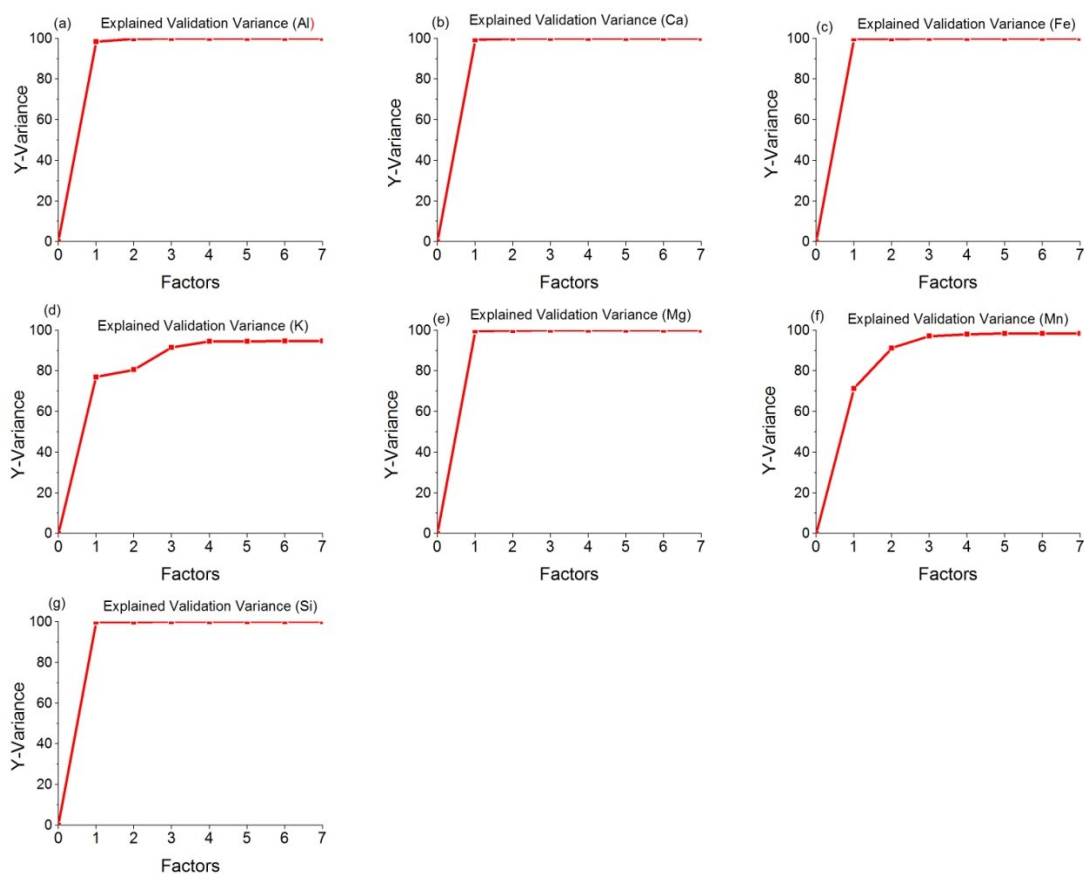 (a) Explained Validation Variance (Al)
100
80
60
40
20
0
Y-Variance
0 1 2 3 4 5 6 7
Factors
(b) Explained Validation Variance (Ca)
100
80
60
40
20
0
Y-Variance
0 1 2 3 4 5 6 7
Factors
(c) Explained Validation Variance (Fe)
100
80
60
40
20
0
Y-Variance
0 1 2 3 4 5 6 7
Factors
(d) Explained Validation Variance (K)
100
80
60
40
20
0
Y-Variance
0 1 2 3 4 5 6 7
Factors
(e) Explained Validation Variance (Mg)
100
80
60
40
20
0
Y-Variance
0 1 2 3 4 5 6 7
Factors
(f) Explained Validation Variance (Mn)
100
80
60
40
20
0
Y-Variance
0 1 2 3 4 5 6 7
Factors
(g) Explained Validation Variance (Si)
100
80
60
40
20
0
Y-Variance
0 1 2 3 4 5 6 7
Factors